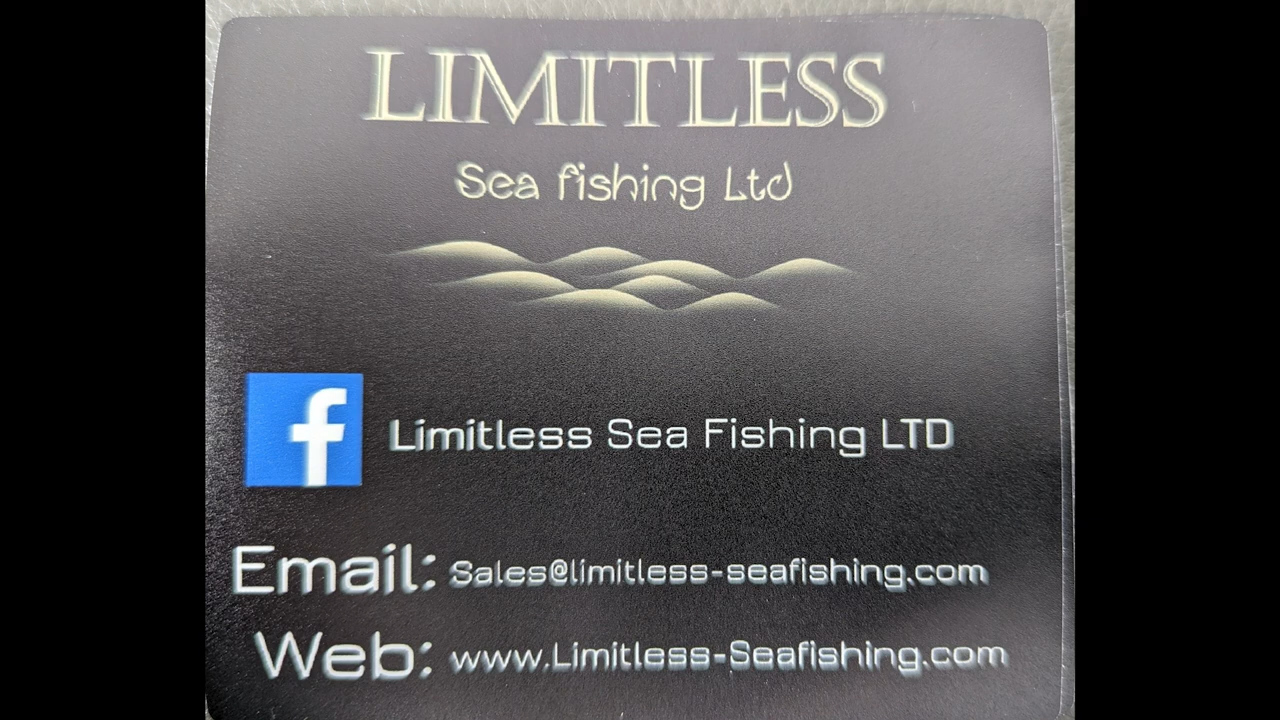 LIMITLESS
Sea fishing Ltd
f Limitless Sea Fishing LTD
Email: Sales@limitless-seafishing.com
Web: www.Limitless-Seafishing.com